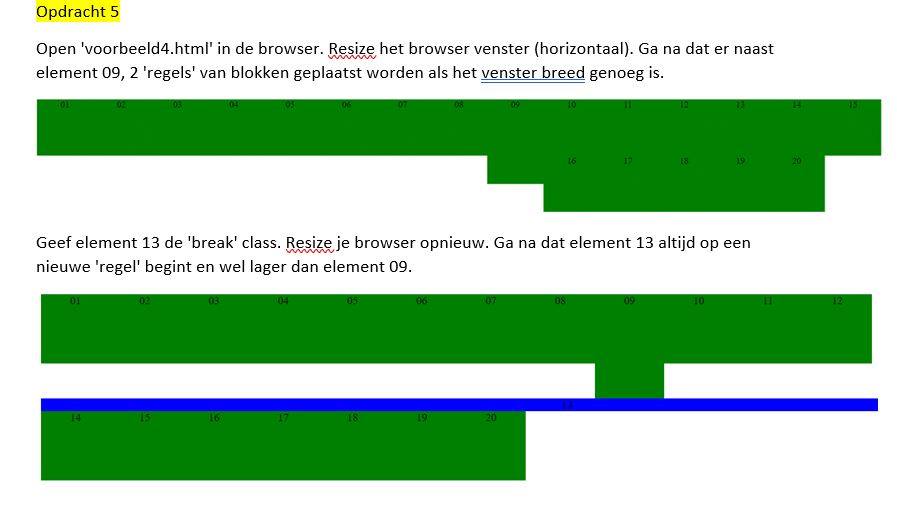 Opdracht 5
Open 'voorbeeld4.html' in de browser. Resize het browser venster (horizontaal). Ga na dat er naast
element 09, 2 'regels' van blokken geplaatst worden als het venster breed genoeg is.
01 02 03 04 05 06 07 08 09 10 11 12 13 14 15
16 17 18 19 20
Geef element 13 de 'break' class. Resize je browser opnieuw. Ga na dat element 13 altijd op een
nieuwe 'regel' begint en wel lager dan element 09.
01 02 03 04 05 06 07 08 09 10 11 12
13
14 15 16 17 18 19 20